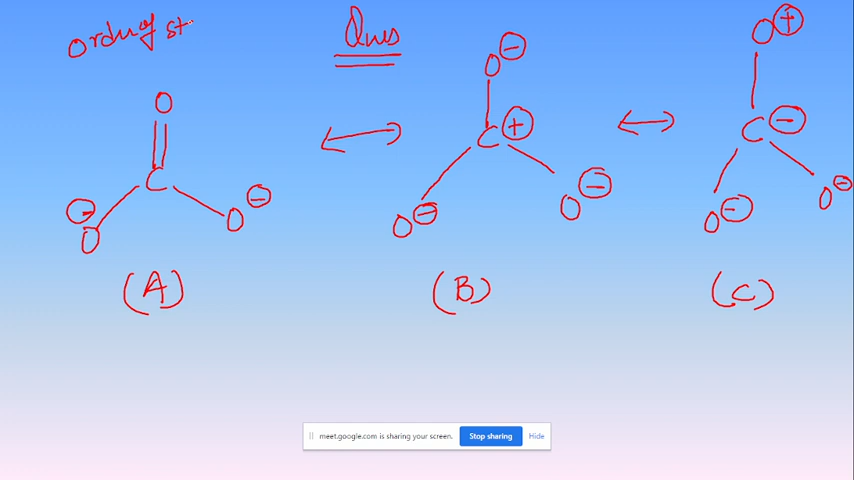 Order of st
Ques
O
C
⊖ O
O ⊖
↔
O ⊖
C ⊕
O ⊖
O ⊖
↔
O ⊕
C ⊖
O ⊖
O ⊖
(A)
(B)
(C)
meet.google.com is sharing your screen. Stop sharing Hide